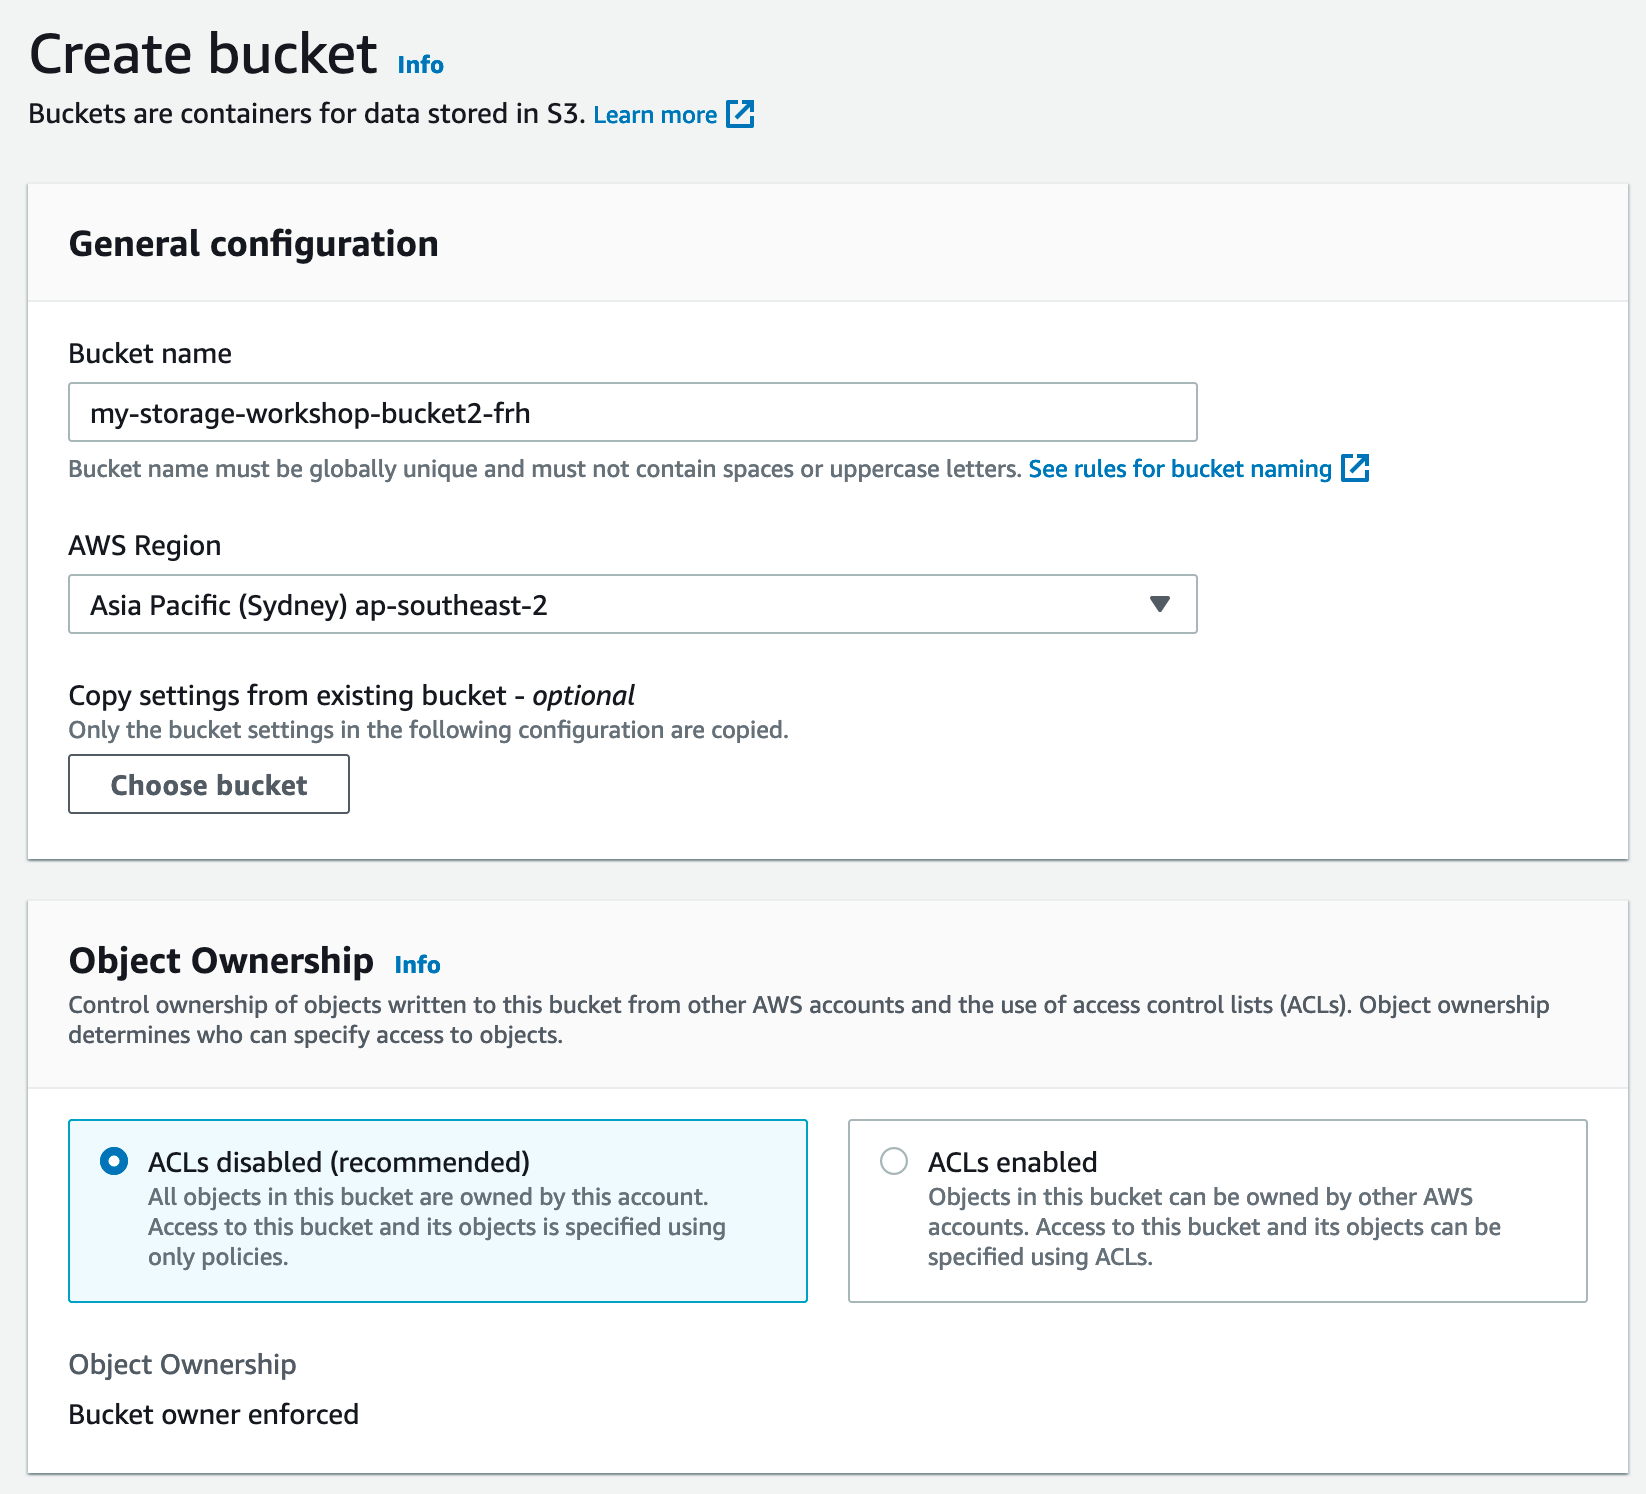 Create bucket Info
Buckets are containers for data stored in S3. Learn more
General configuration
Bucket name
my-storage-workshop-bucket2-frh
Bucket name must be globally unique and must not contain spaces or uppercase letters. See rules for bucket naming
AWS Region
Asia Pacific (Sydney) ap-southeast-2
Copy settings from existing bucket - optional
Only the bucket settings in the following configuration are copied.
Choose bucket
Object Ownership Info
Control ownership of objects written to this bucket from other AWS accounts and the use of access control lists (ACLs). Object ownership
determines who can specify access to objects.
ACLs disabled (recommended)
All objects in this bucket are owned by this account.
Access to this bucket and its objects is specified using
only policies.
ACLs enabled
Objects in this bucket can be owned by other AWS
accounts. Access to this bucket and its objects can be
specified using ACLs.
Object Ownership
Bucket owner enforced